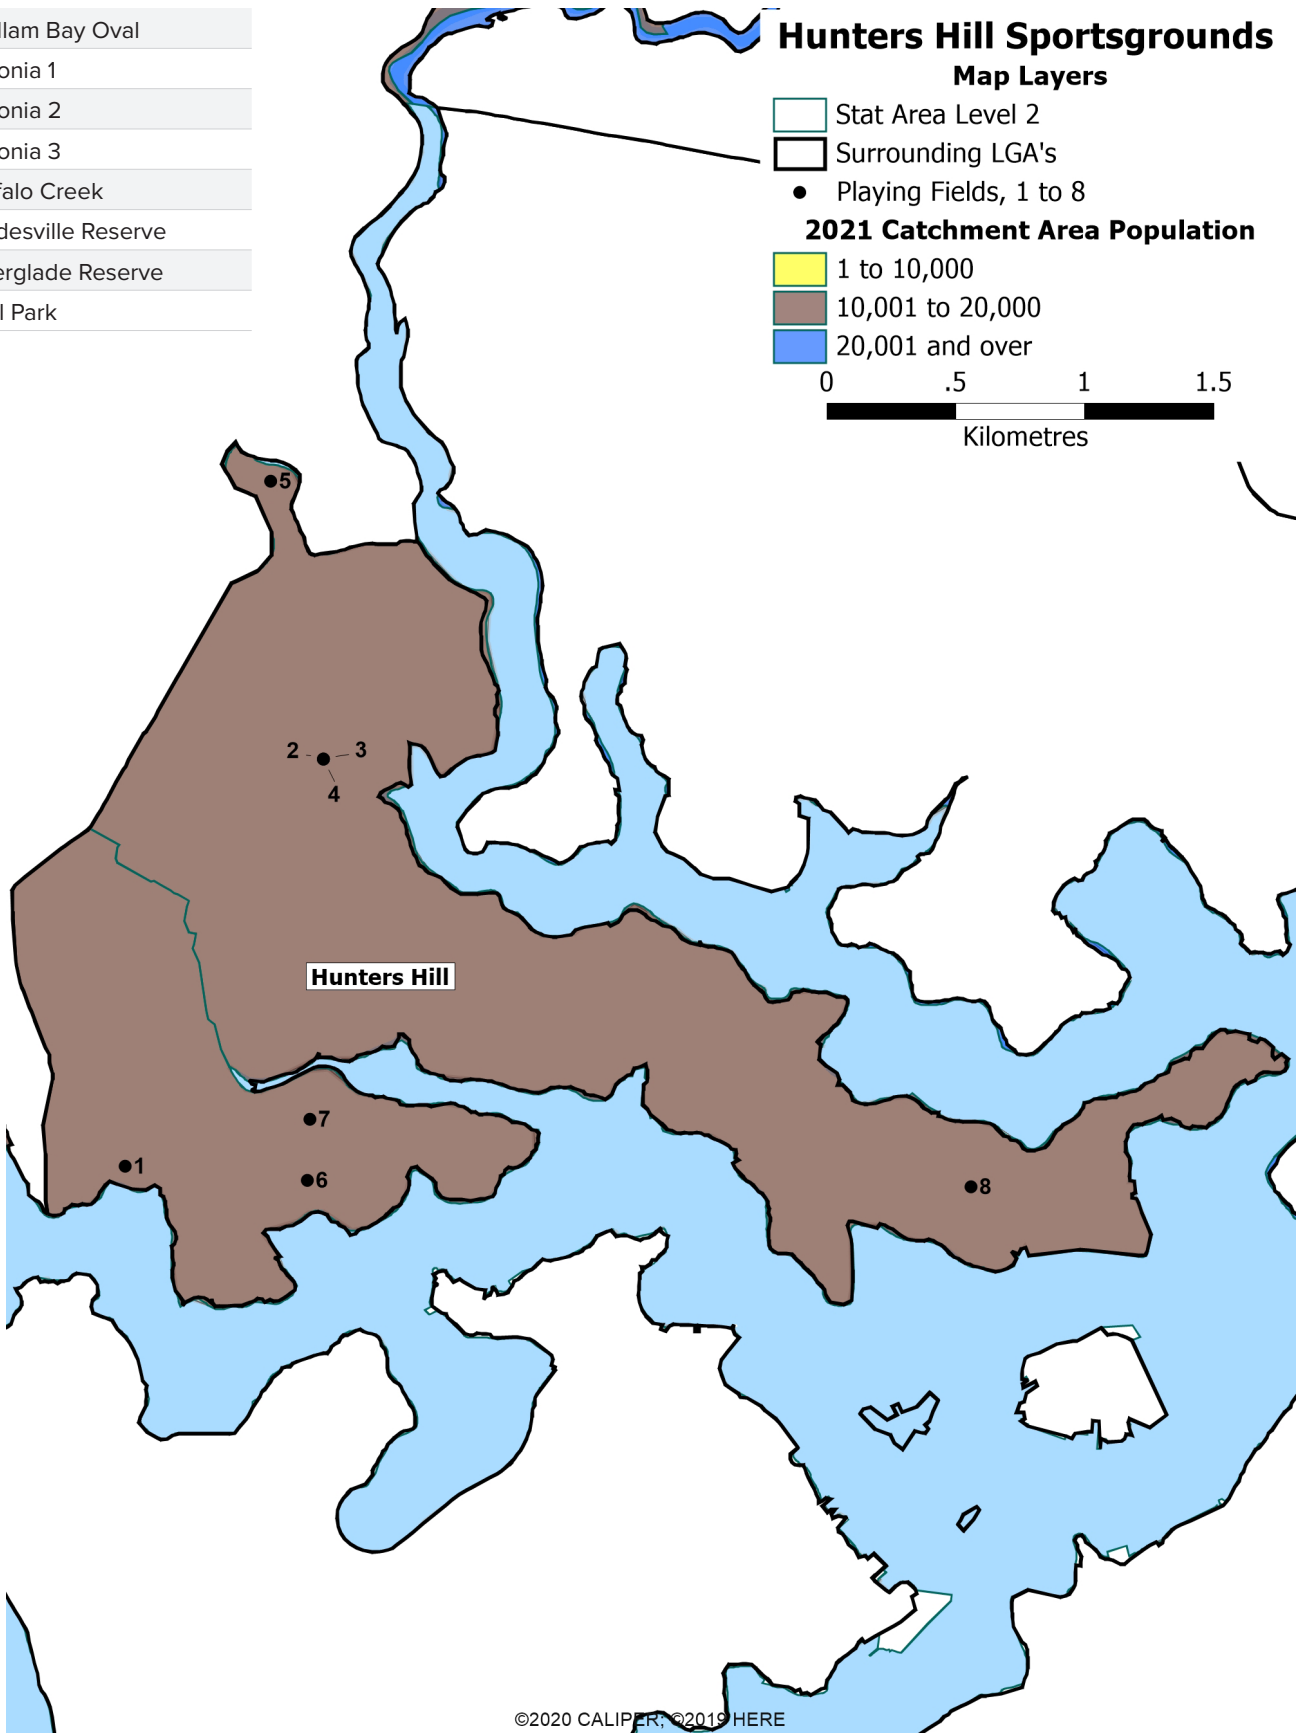 llam Bay Oval
onia 1
onia 2
onia 3
falo Creek
desville Reserve
erglade Reserve
l Park
Hunters Hill Sportsgrounds
Map Layers
Stat Area Level 2
Surrounding LGA's
Playing Fields, 1 to 8
2021 Catchment Area Population
1 to 10,000
10,001 to 20,000
20,001 and over
0 .5 1 1.5
Kilometres
5
2 3
4
Hunters Hill
7
1
6
8
©2020 CALIPER; ©2019 HERE